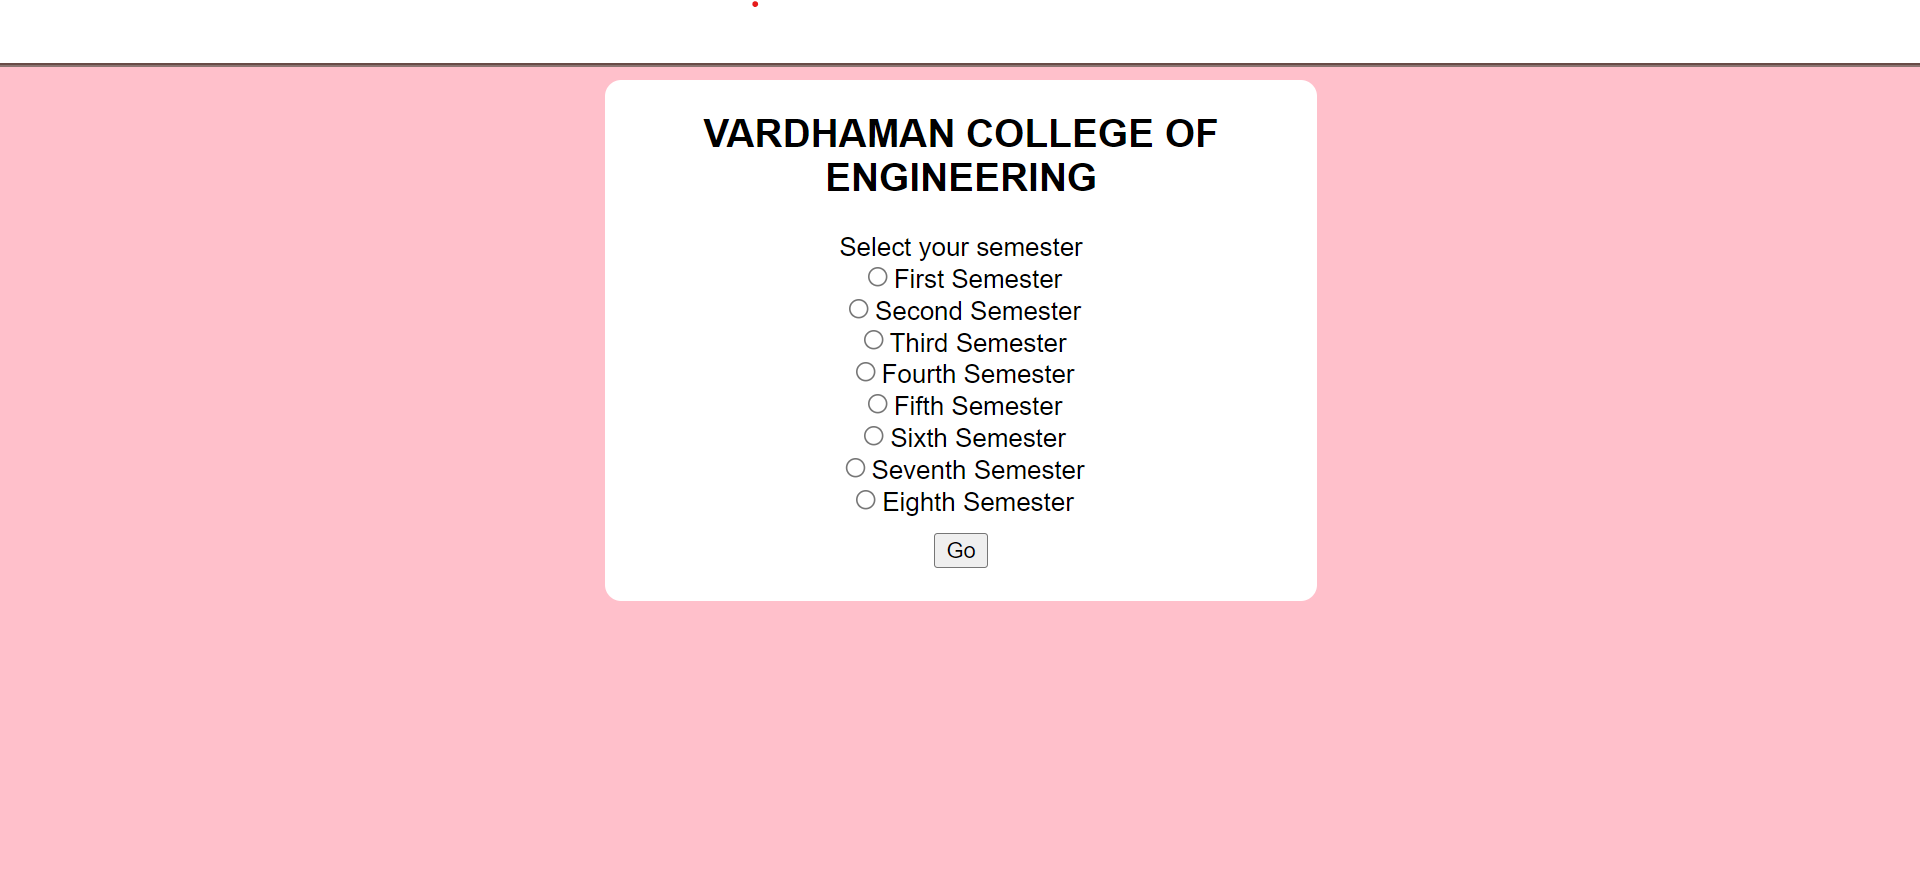 VARDHAMAN COLLEGE OF
ENGINEERING
Select your semester
First Semester
Second Semester
Third Semester
Fourth Semester
Fifth Semester
Sixth Semester
Seventh Semester
Eighth Semester
Go